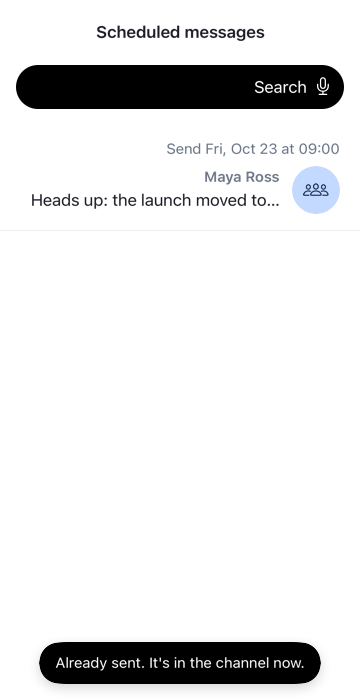 Scheduled messages
Search
Send Fri, Oct 23 at 09:00
Maya Ross
Heads up: the launch moved to...
Already sent. It's in the channel now.